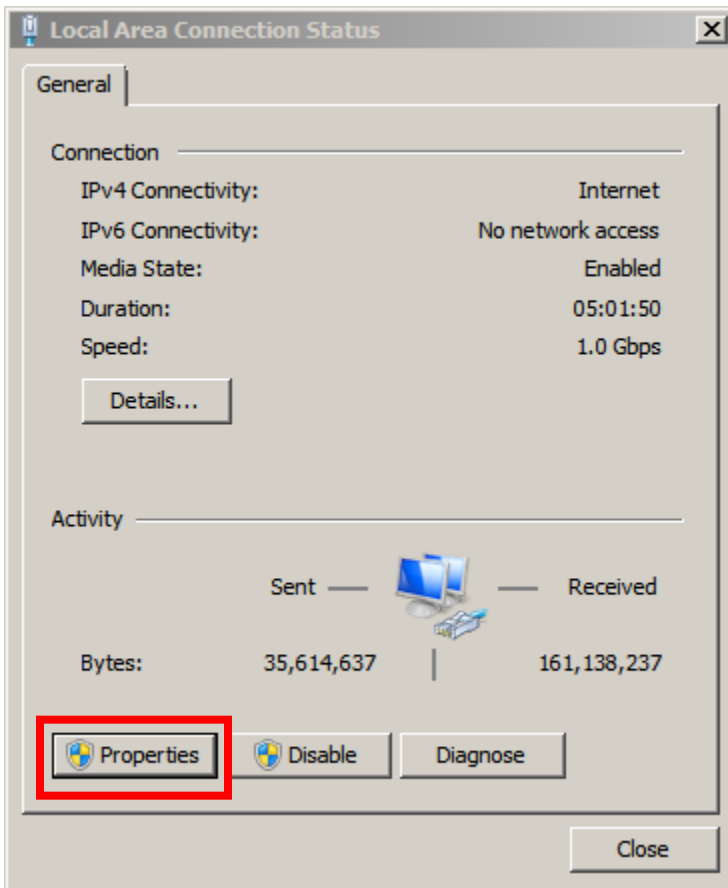 Local Area Connection Status
General
Connection
IPv4 Connectivity: Internet
IPv6 Connectivity: No network access
Media State: Enabled
Duration: 05:01:50
Speed: 1.0 Gbps
Details...
Activity
Sent Received
Bytes: 35,614,637 161,138,237
Properties Disable Diagnose
Close